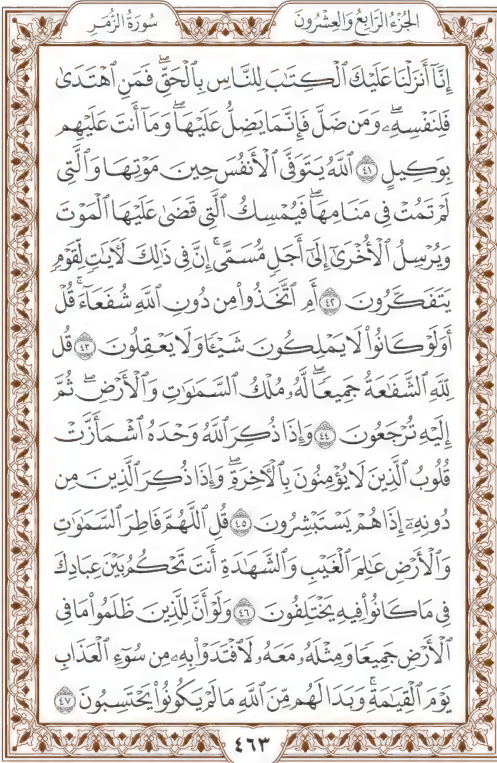 الجزء الرابع والعشرون سورة الزمر
إِنَّآ أَنزَلۡنَا عَلَيۡكَ ٱلۡكِتَٰبَ لِلنَّاسِ بِٱلۡحَقِّۖ فَمَنِ ٱهۡتَدَىٰ
فَلِنَفۡسِهِۦۖ وَمَن ضَلَّ فَإِنَّمَا يَضِلُّ عَلَيۡهَاۖ وَمَآ أَنتَ عَلَيۡهِم
بِوَكِيلٍ ٤١ ٱللَّهُ يَتَوَفَّى ٱلۡأَنفُسَ حِينَ مَوۡتِهَا وَٱلَّتِي
لَمۡ تَمُتۡ فِي مَنَامِهَاۖ فَيُمۡسِكُ ٱلَّتِي قَضَىٰ عَلَيۡهَا ٱلۡمَوۡتَ
وَيُرۡسِلُ ٱلۡأُخۡرَىٰٓ إِلَىٰٓ أَجَلٖ مُّسَمًّىۚ إِنَّ فِي ذَٰلِكَ لَأٓيَٰتٖ لِّقَوۡمٖ
يَتَفَكَّرُونَ ٤٢ أَمِ ٱتَّخَذُواْ مِن دُونِ ٱللَّهِ شُفَعَآءَۚ قُلۡ
أَوَلَوۡ كَانُواْ لَا يَمۡلِكُونَ شَيۡـٔٗا وَلَا يَعۡقِلُونَ ٤٣ قُل
لِّلَّهِ ٱلشَّفَٰعَةُ جَمِيعٗاۖ لَّهُۥ مُلۡكُ ٱلسَّمَٰوَٰتِ وَٱلۡأَرۡضِۖ ثُمَّ
إِلَيۡهِ تُرۡجَعُونَ ٤٤ وَإِذَا ذُكِرَ ٱللَّهُ وَحۡدَهُ ٱشۡمَأَزَّتۡ
قُلُوبُ ٱلَّذِينَ لَا يُؤۡمِنُونَ بِٱلۡأٓخِرَةِۖ وَإِذَا ذُكِرَ ٱلَّذِينَ مِن
دُونِهِۦٓ إِذَا هُمۡ يَسۡتَبۡشِرُونَ ٤٥ قُلِ ٱللَّهُمَّ فَاطِرَ ٱلسَّمَٰوَٰتِ
وَٱلۡأَرۡضِ عَٰلِمَ ٱلۡغَيۡبِ وَٱلشَّهَٰدَةِ أَنتَ تَحۡكُمُ بَيۡنَ عِبَادِكَ
فِي مَا كَانُواْ فِيهِ يَخۡتَلِفُونَ ٤٦ وَلَوۡ أَنَّ لِلَّذِينَ ظَلَمُواْ مَا فِي
ٱلۡأَرۡضِ جَمِيعٗا وَمِثۡلَهُۥ مَعَهُۥ لَٱفۡتَدَوۡاْ بِهِۦ مِن سُوٓءِ ٱلۡعَذَابِ
يَوۡمَ ٱلۡقِيَٰمَةِۚ وَبَدَا لَهُم مِّنَ ٱللَّهِ مَا لَمۡ يَكُونُواْ يَحۡتَسِبُونَ ٤٧
٤٦٣